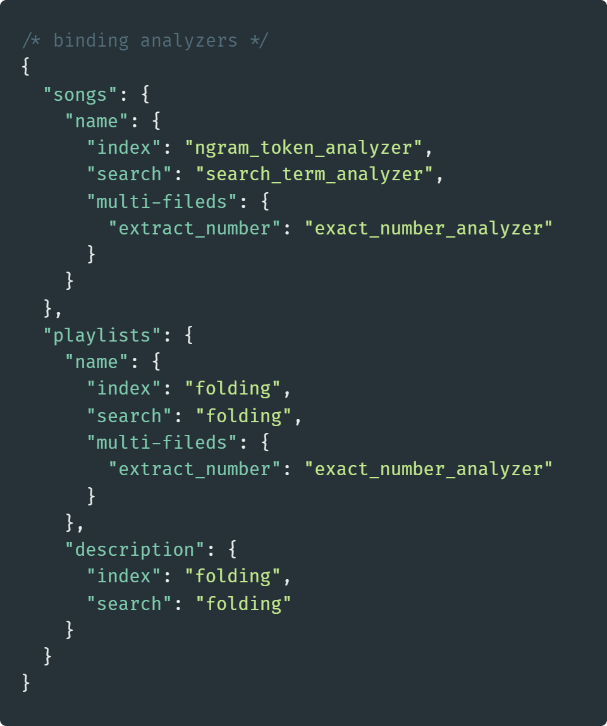 /* binding analyzers */
{
  "songs": {
    "name": {
      "index": "ngram_token_analyzer",
      "search": "search_term_analyzer",
      "multi-fileds": {
        "extract_number": "exact_number_analyzer"
      }
    }
  },
  "playlists": {
    "name": {
      "index": "folding",
      "search": "folding",
      "multi-fileds": {
        "extract_number": "exact_number_analyzer"
      }
    },
    "description": {
      "index": "folding",
      "search": "folding"
    }
  }
}